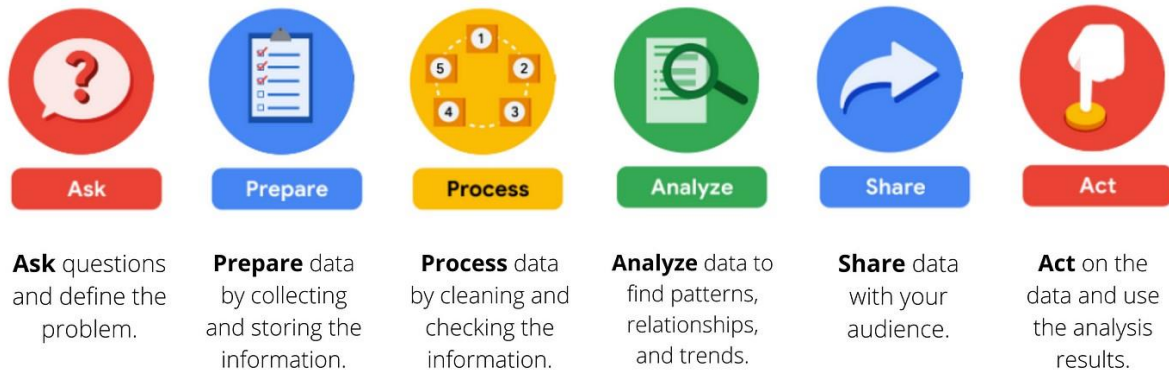 ?
1
2
3
4
5
Ask
Prepare
Process
Analyze
Share
Act
Ask questions
and define the
problem.
Prepare data
by collecting
and storing the
information.
Process data
by cleaning and
checking the
information.
Analyze data to
find patterns,
relationships,
and trends.
Share data
with your
audience.
Act on the
data and use
the analysis
results.